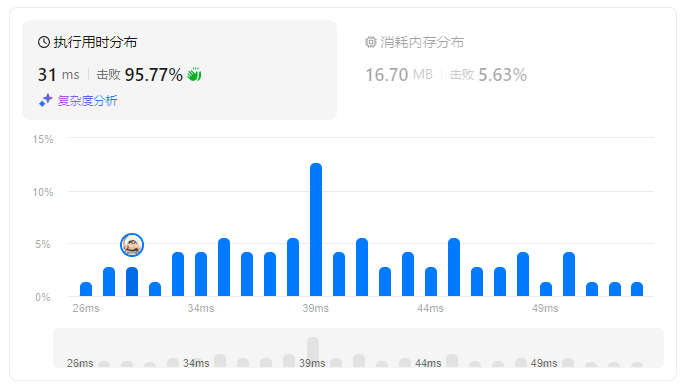 执行用时分布
31 ms 击败 95.77%
复杂度分析
消耗内存分布
16.70 MB 击败 5.63%
15%
10%
5%
0%
26ms 34ms 39ms 44ms 49ms
26ms 34ms 39ms 44ms 49ms